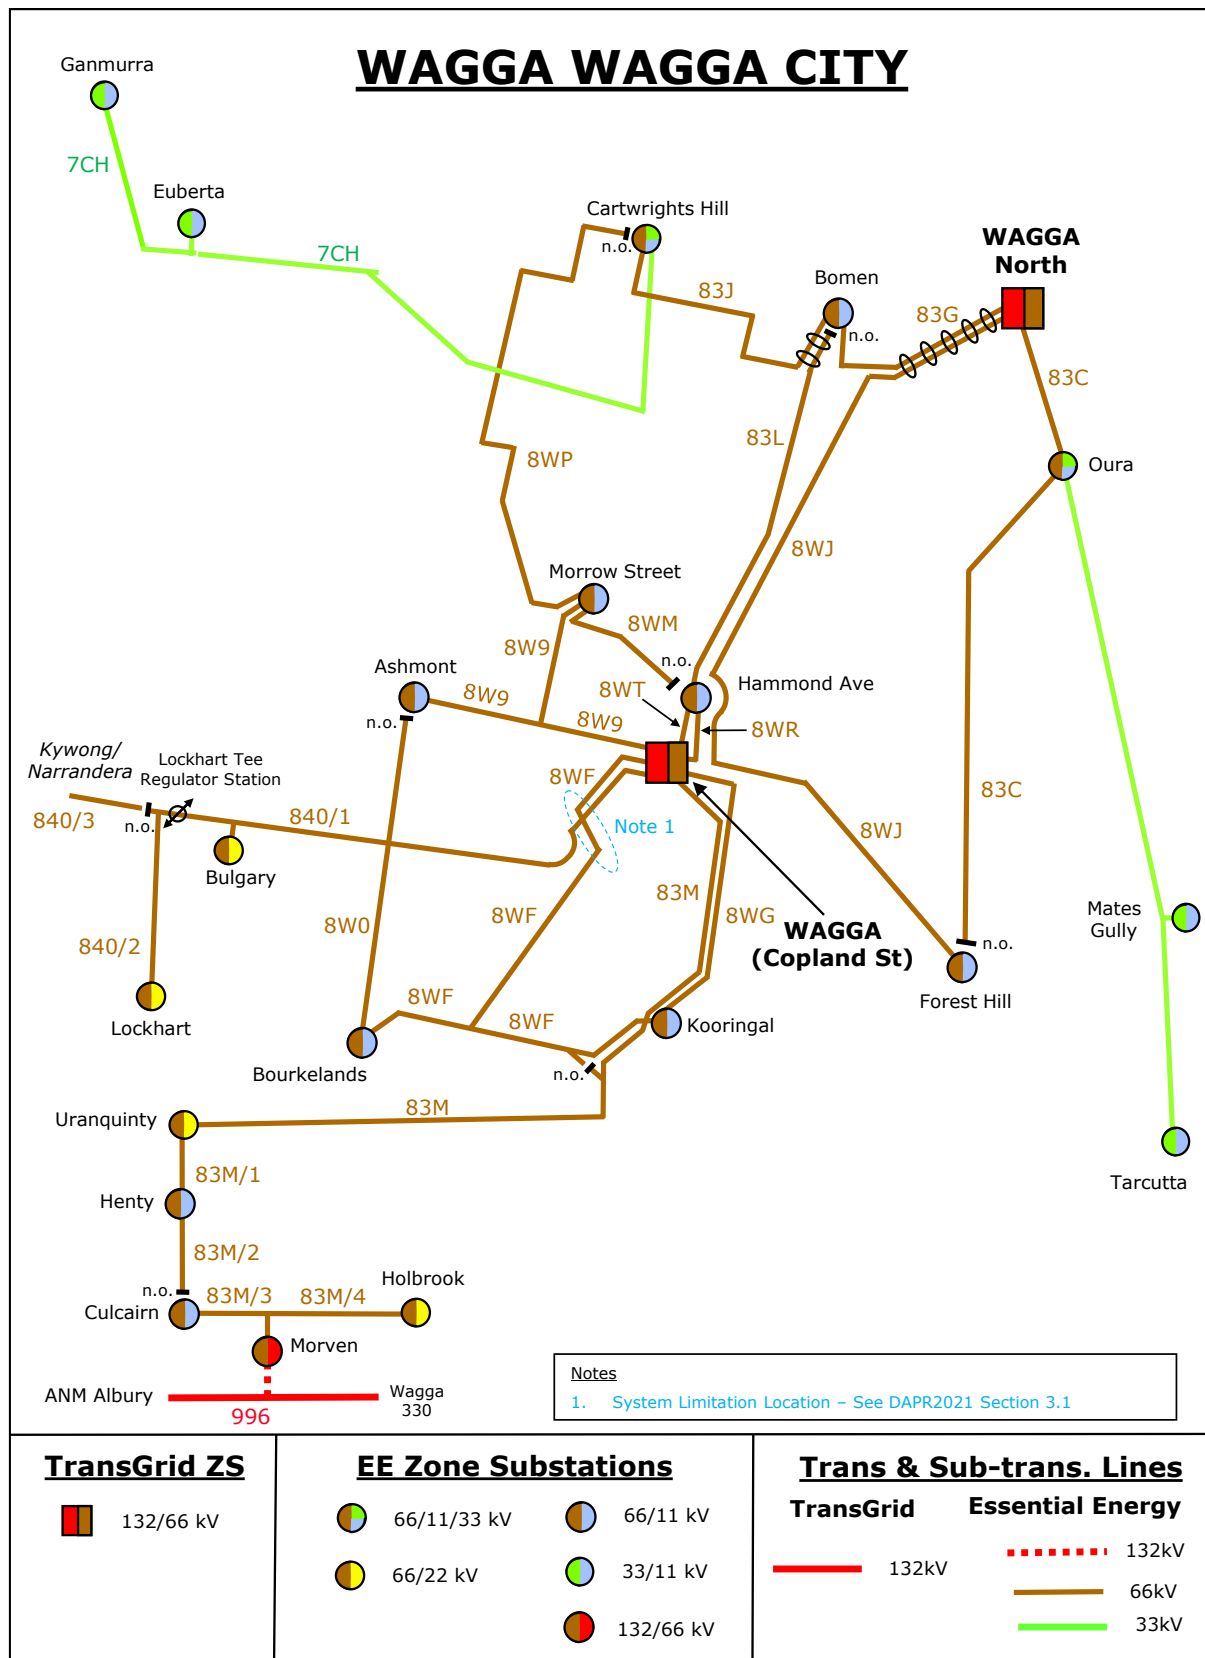 WAGGA WAGGA CITY
Ganmurra
7CH
Euberta
7CH
Cartwrights Hill
n.o.
WAGGA
North
Bomen
83J
83G
n.o.
83C
83L
Oura
8WP
8WJ
Morrow Street
8WM
8W9
n.o.
Ashmont
8W9
8WT
Hammond Ave
n.o.
8W9
8WR
Kywong/
Narrandera
Lockhart Tee
Regulator Station
8WF
840/3
n.o.
840/1
Note 1
83C
8WJ
Bulgary
83M
8WG
8WF
8W0
840/2
WAGGA
(Copland St)
Mates
Gully
n.o.
Forest Hill
Lockhart
8WF
8WF
Kooringal
Bourkelands
n.o.
83M
Uranquinty
83M/1
Henty
Tarcutta
83M/2
n.o.
Culcairn
83M/3
83M/4
Holbrook
Morven
ANM Albury
Wagga
330
996
Notes
1. System Limitation Location – See DAPR2021 Section 3.1
TransGrid ZS
132/66 kV
EE Zone Substations
66/11/33 kV
66/11 kV
66/22 kV
33/11 kV
132/66 kV
Trans & Sub-trans. Lines
TransGrid
Essential Energy
132kV
132kV
66kV
33kV